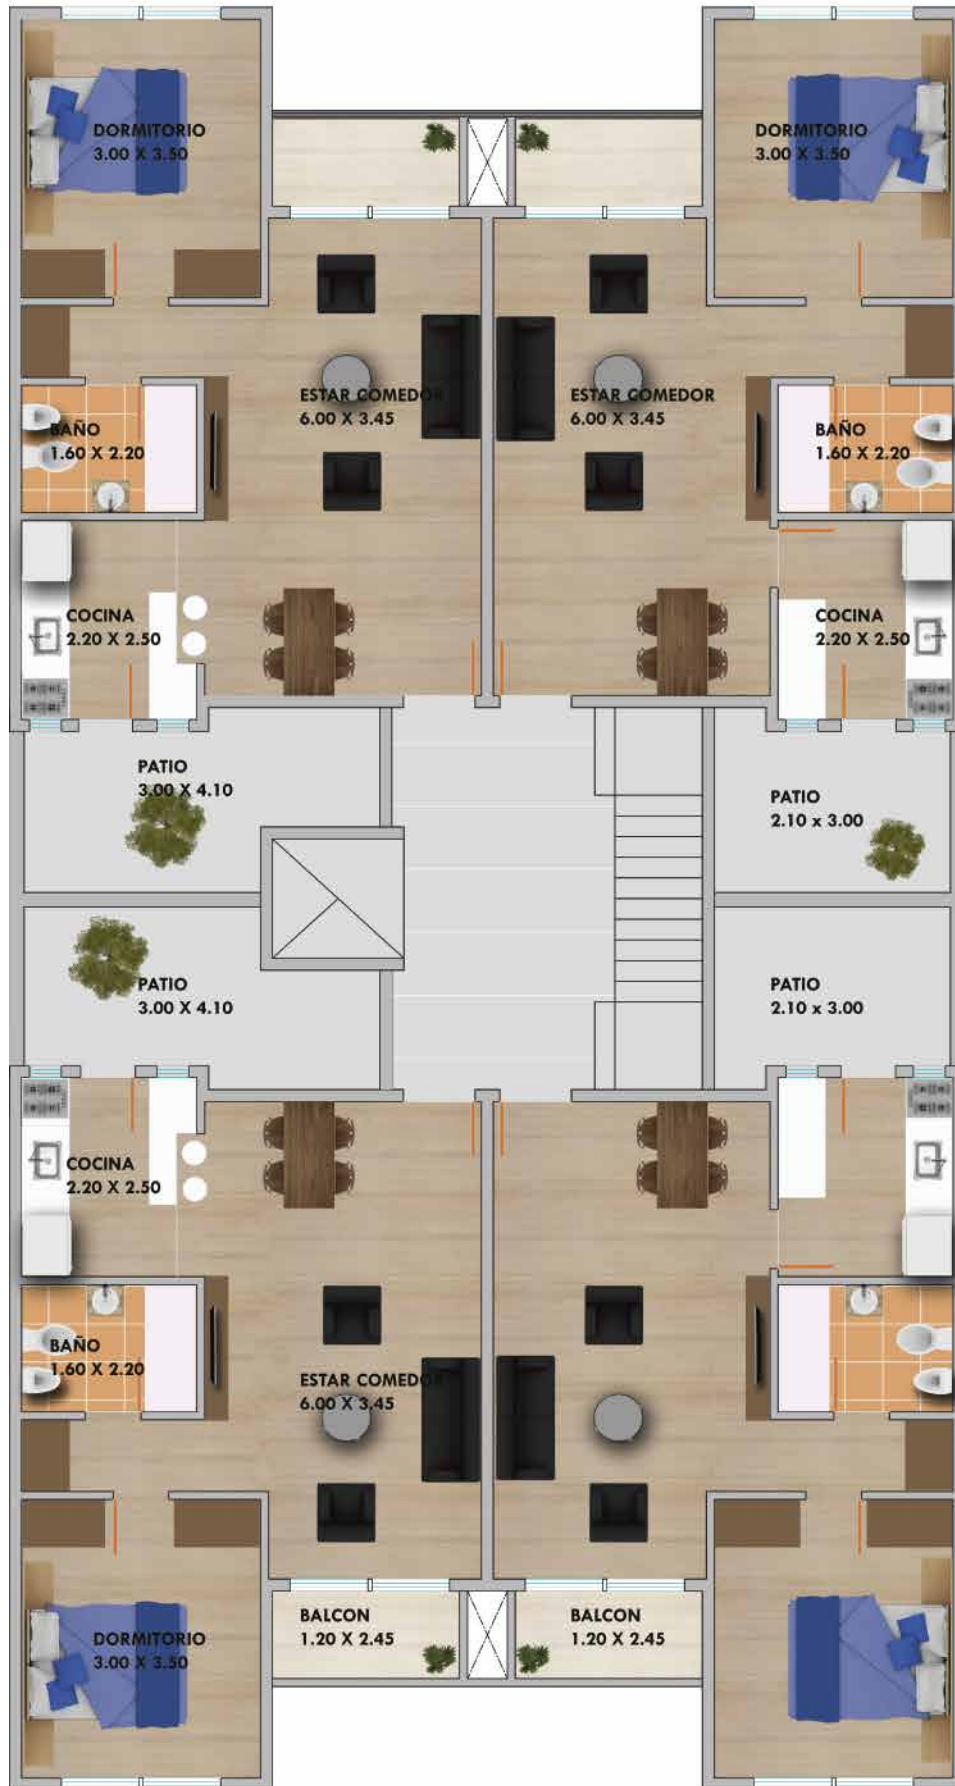 DORMITORIO
3.00 X 3.50
DORMITORIO
3.00 X 3.50
ESTAR COMEDOR
6.00 X 3.45
ESTAR COMEDOR
6.00 X 3.45
BAÑO
1.60 X 2.20
BAÑO
1.60 X 2.20
COCINA
2.20 X 2.50
COCINA
2.20 X 2.50
PATIO
3.00 X 4.10
PATIO
2.10 x 3.00
PATIO
3.00 X 4.10
PATIO
2.10 x 3.00
COCINA
2.20 X 2.50
BAÑO
1.60 X 2.20
ESTAR COMEDOR
6.00 X 3.45
BALCON
1.20 X 2.45
BALCON
1.20 X 2.45
DORMITORIO
3.00 X 3.50